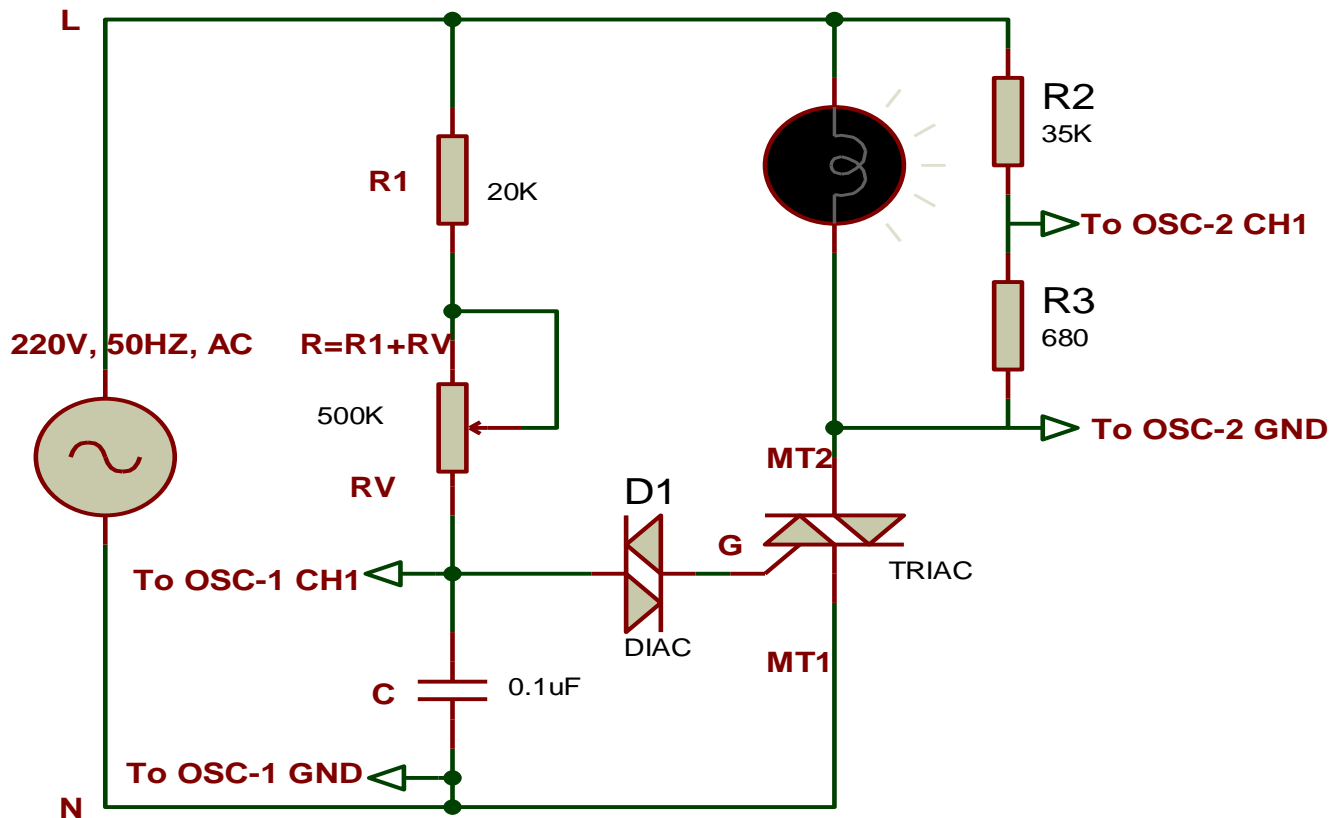 L
R2
35K
R1
20K
To OSC-2 CH1
R3
680
220V, 50HZ, AC
R=R1+RV
500K
To OSC-2 GND
MT2
RV
D1
G
To OSC-1 CH1
TRIAC
DIAC
MT1
C
0.1uF
To OSC-1 GND
N